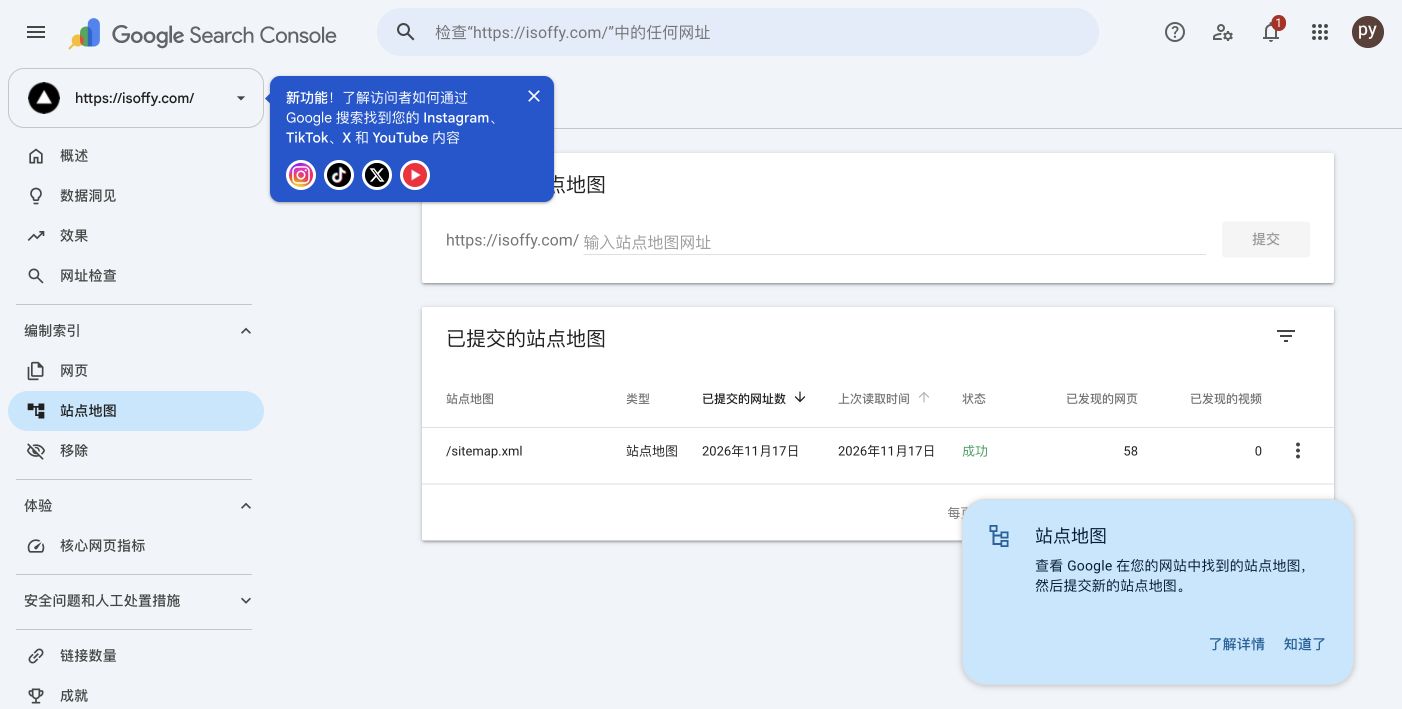 Google Search Console
检查“https://isoffy.com/”中的任何网址
1
py
https://isoffy.com/
新功能！了解访问者如何通过
Google 搜索找到您的 Instagram、
TikTok、X 和 YouTube 内容
概述
数据洞见
效果
网址检查
编制索引
网页
站点地图
移除
体验
核心网页指标
安全问题和人工处置措施
链接数量
成就
点地图
https://isoffy.com/ 输入站点地图网址
提交
已提交的站点地图
站点地图 类型 已提交的网址数 上次读取时间 状态 已发现的网页 已发现的视频
/sitemap.xml 站点地图 2026年11月17日 2026年11月17日 成功 58 0
每
站点地图
查看 Google 在您的网站中找到的站点地图，
然后提交新的站点地图。
了解详情 知道了